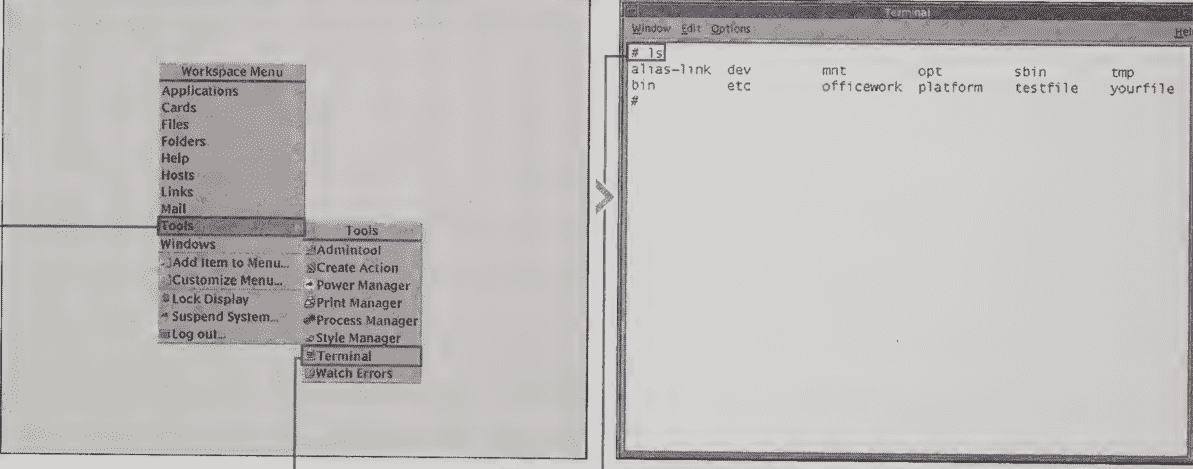 Workspace Menu
Applications
Cards
Files
Folders
Help
Hosts
Links
Mail
Tools
Windows
Add Item to Menu...
Customize Menu...
Lock Display
Suspend System...
Log out...
Tools
Admintool
Create Action
Power Manager
Print Manager
Process Manager
Style Manager
Terminal
Watch Errors
Terminal
Window Edit Options Help
# ls
alias-link dev mnt opt sbin tmp
bin etc officework platform testfile yourfile
#